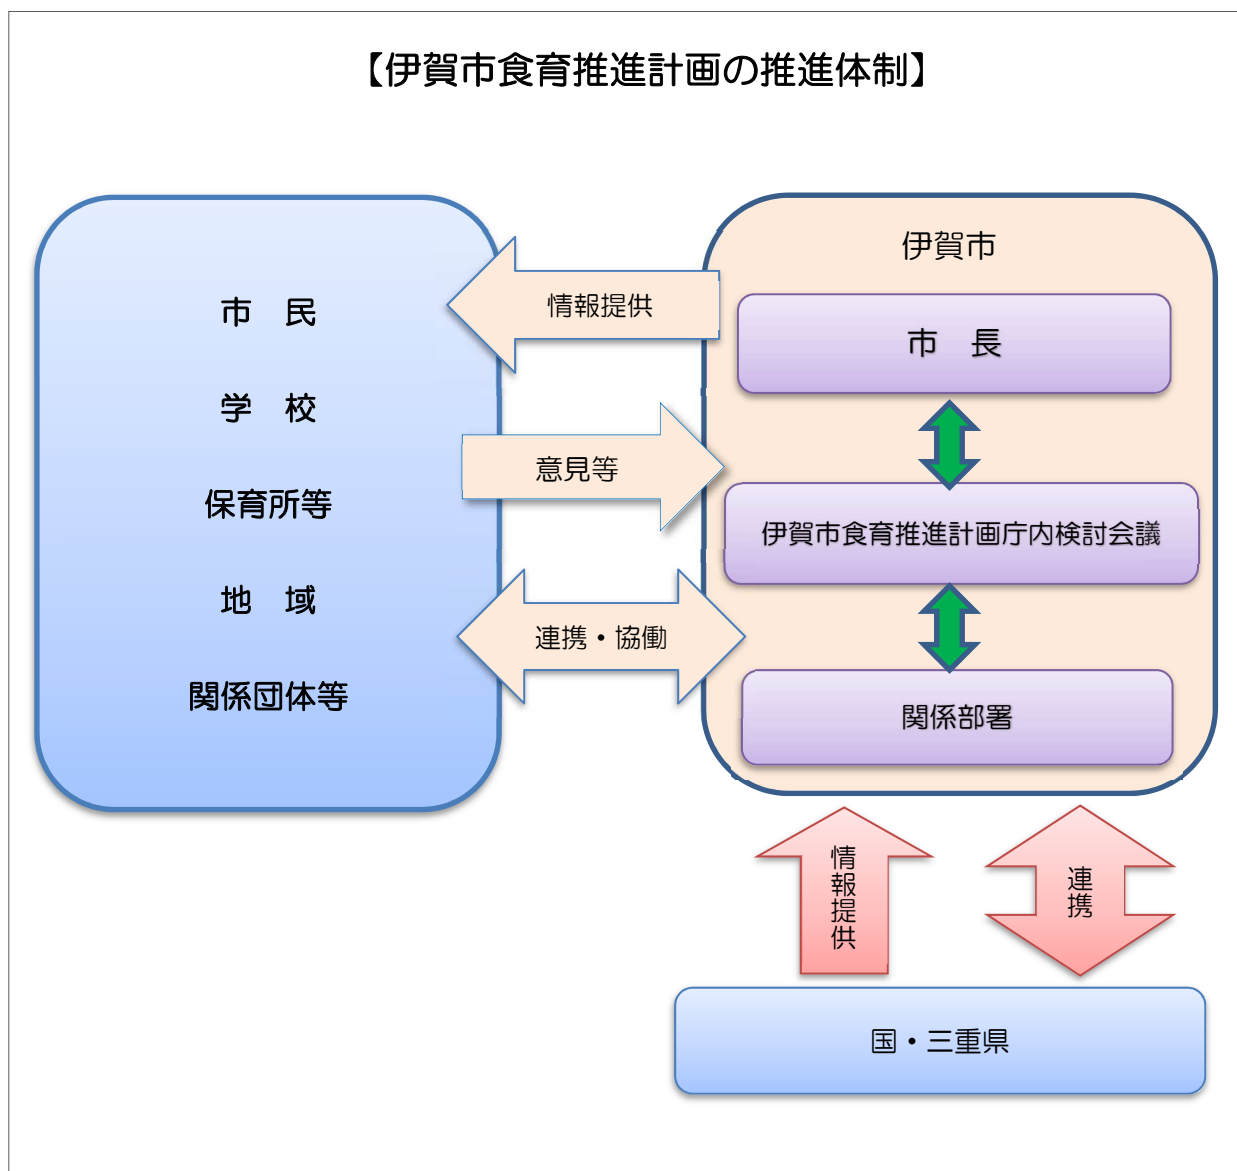 【伊賀市食育推進計画の推進体制】
市　民
学　校
保育所等
地　域
関係団体等
情報提供
意見等
連携・協働
伊賀市
市　長
伊賀市食育推進計画庁内検討会議
関係部署
情報提供
連携
国・三重県